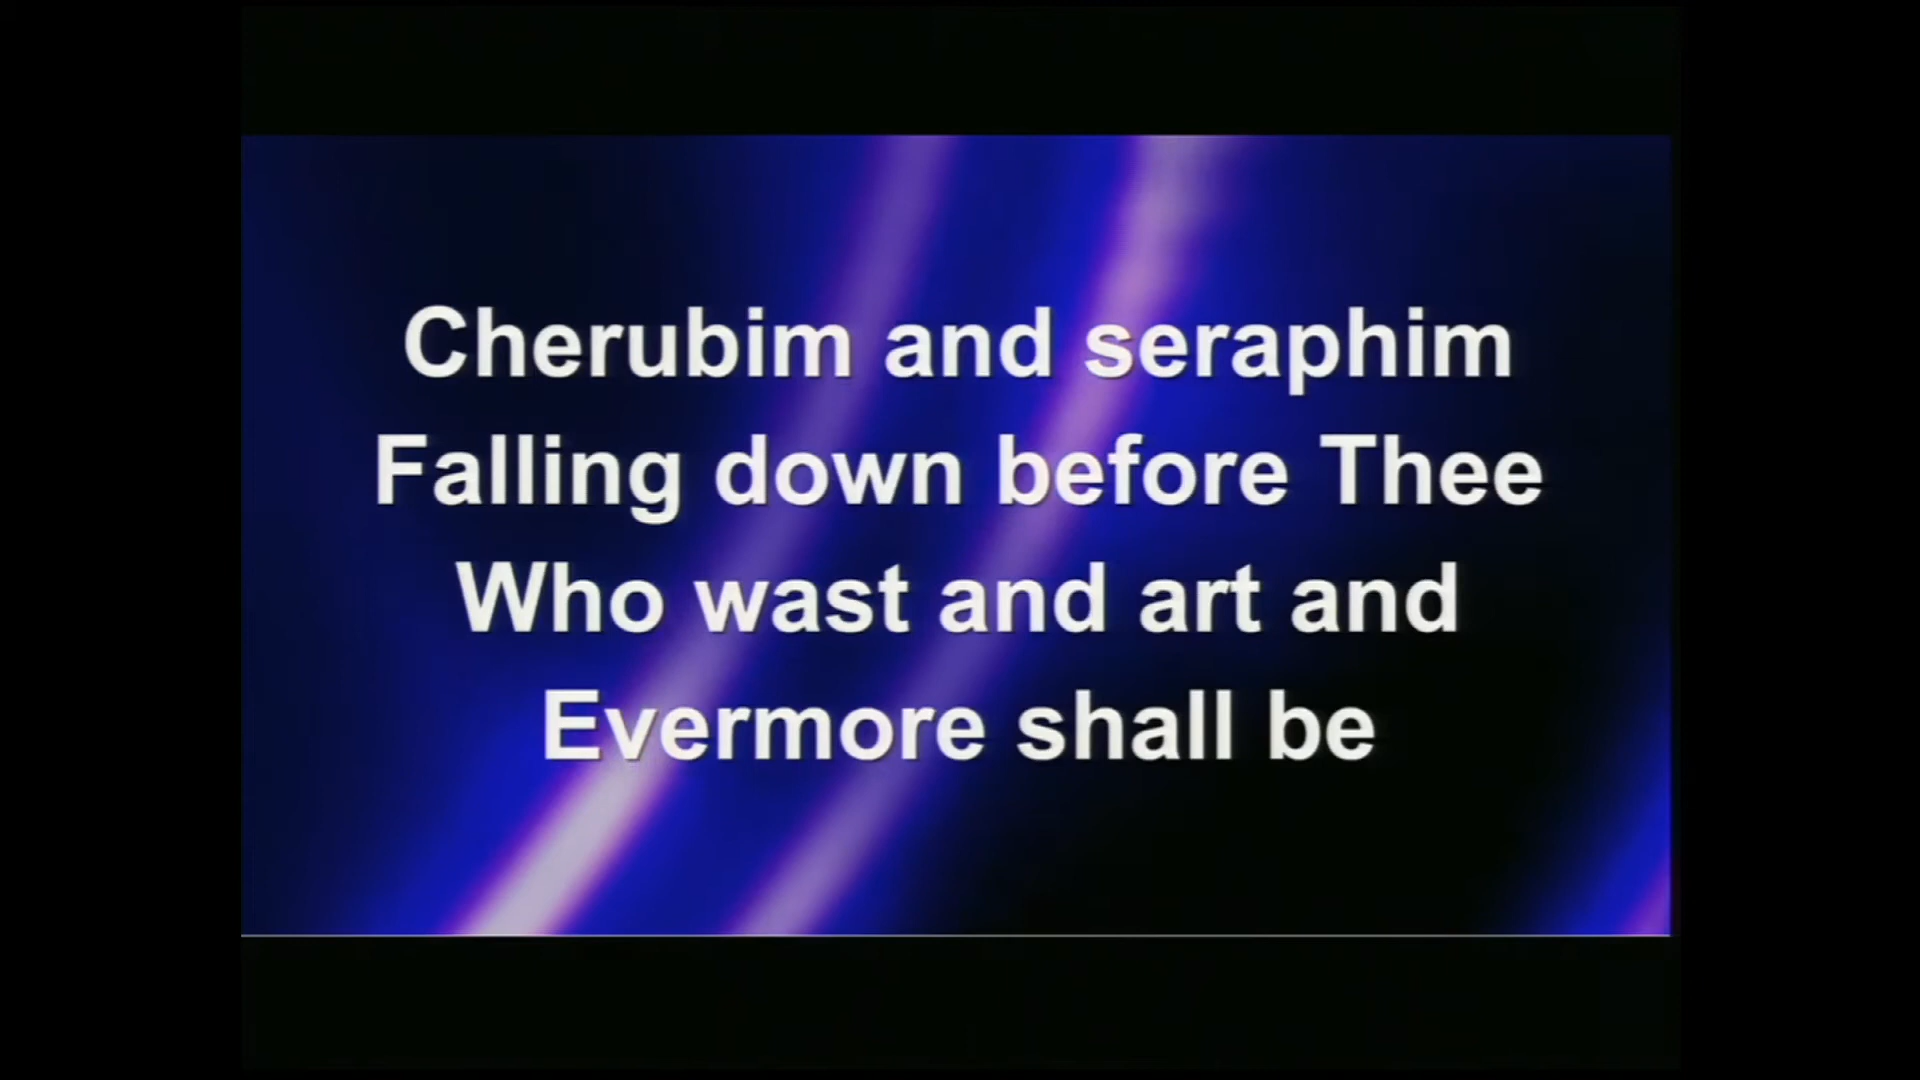 Cherubim and seraphim
Falling down before Thee
Who wast and art and
Evermore shall be